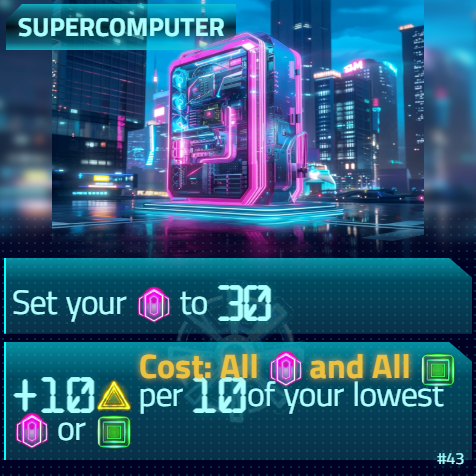 SUPERCOMPUTER
Set your to 30
Cost: All and All
+10 per 10 of your lowest
or
#43